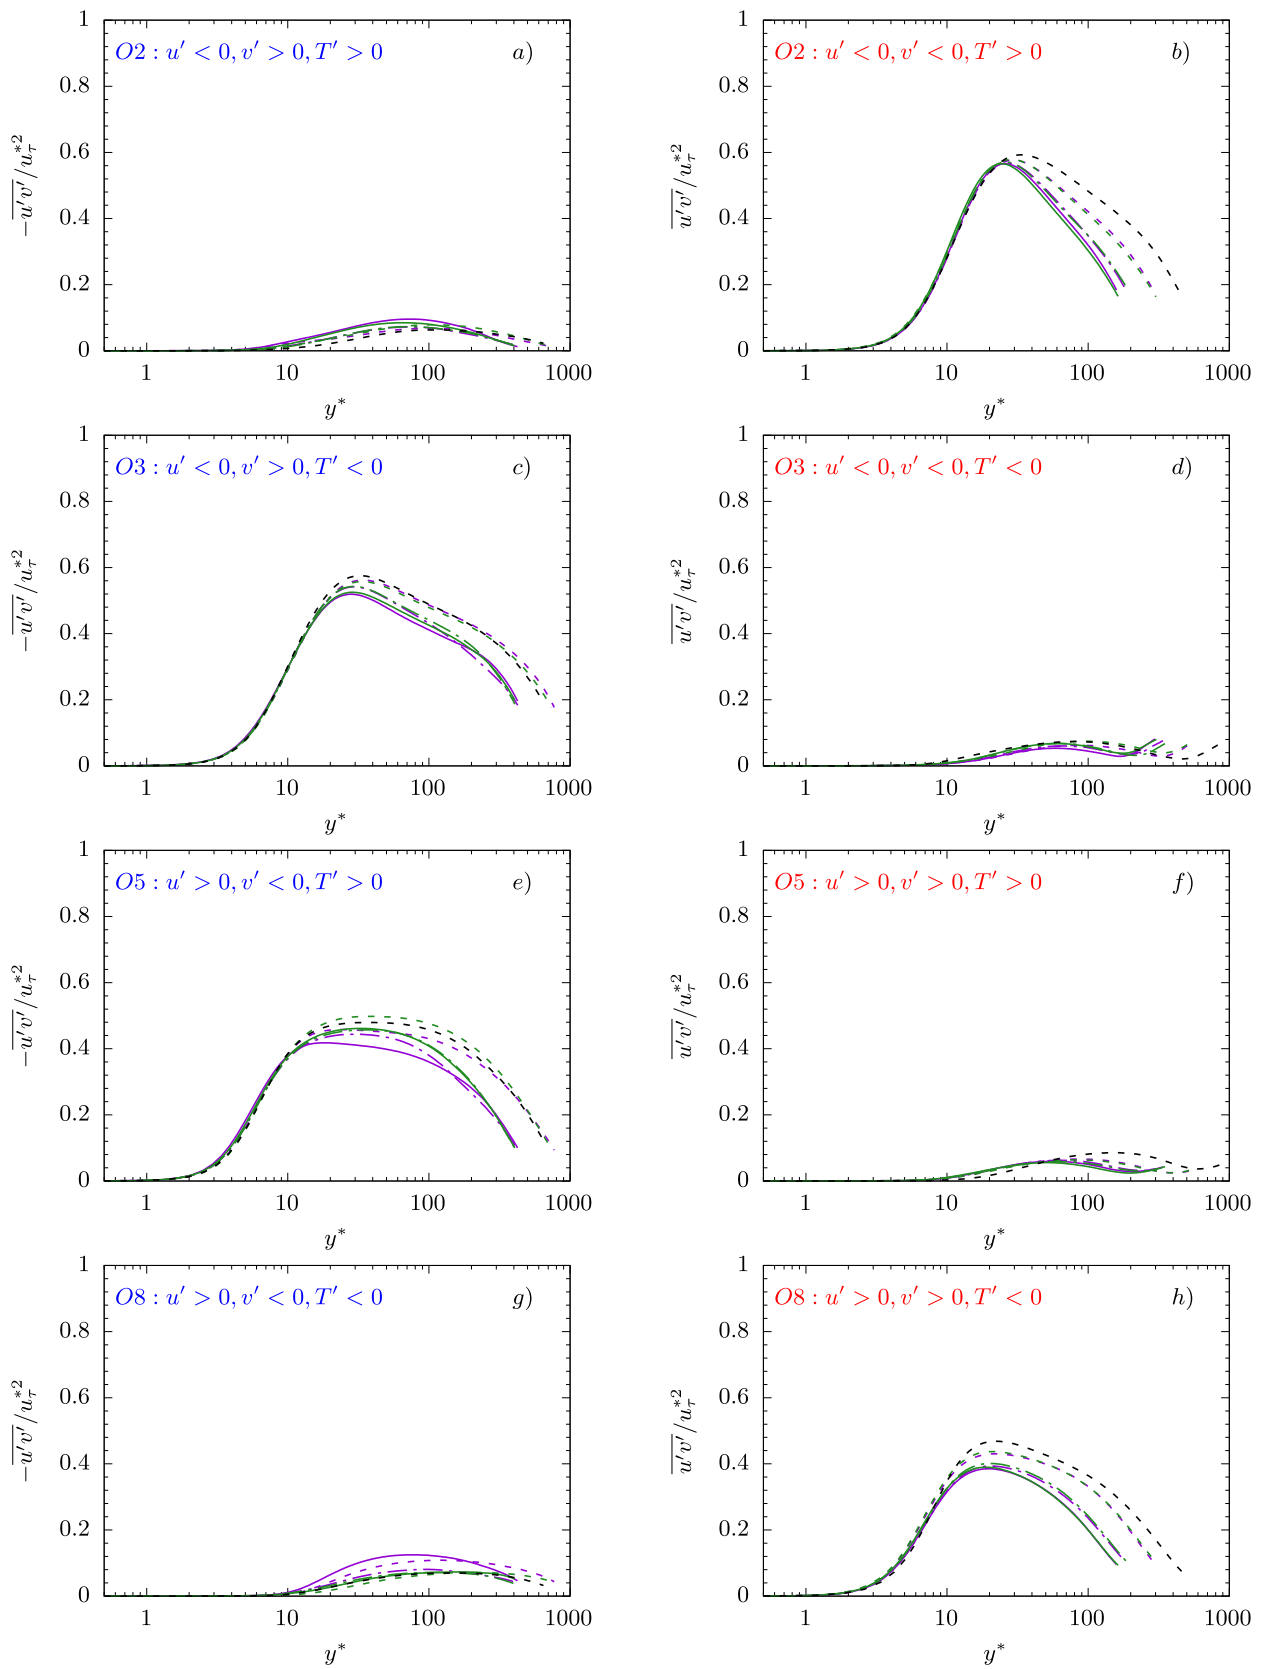 O2 : u′ < 0, v′ > 0, T′ > 0
a)
1
0.8
0.6
0.4
0.2
0
−u′v′/u*τ²
1 10 100 1000
y*
O2 : u′ < 0, v′ < 0, T′ > 0
b)
1
0.8
0.6
0.4
0.2
0
u′v′/u*τ²
1 10 100 1000
y*
O3 : u′ < 0, v′ > 0, T′ < 0
c)
1
0.8
0.6
0.4
0.2
0
−u′v′/u*τ²
1 10 100 1000
y*
O3 : u′ < 0, v′ < 0, T′ < 0
d)
1
0.8
0.6
0.4
0.2
0
u′v′/u*τ²
1 10 100 1000
y*
O5 : u′ > 0, v′ < 0, T′ > 0
e)
1
0.8
0.6
0.4
0.2
0
−u′v′/u*τ²
1 10 100 1000
y*
O5 : u′ > 0, v′ > 0, T′ > 0
f)
1
0.8
0.6
0.4
0.2
0
u′v′/u*τ²
1 10 100 1000
y*
O8 : u′ > 0, v′ < 0, T′ < 0
g)
1
0.8
0.6
0.4
0.2
0
−u′v′/u*τ²
1 10 100 1000
y*
O8 : u′ > 0, v′ > 0, T′ < 0
h)
1
0.8
0.6
0.4
0.2
0
u′v′/u*τ²
1 10 100 1000
y*